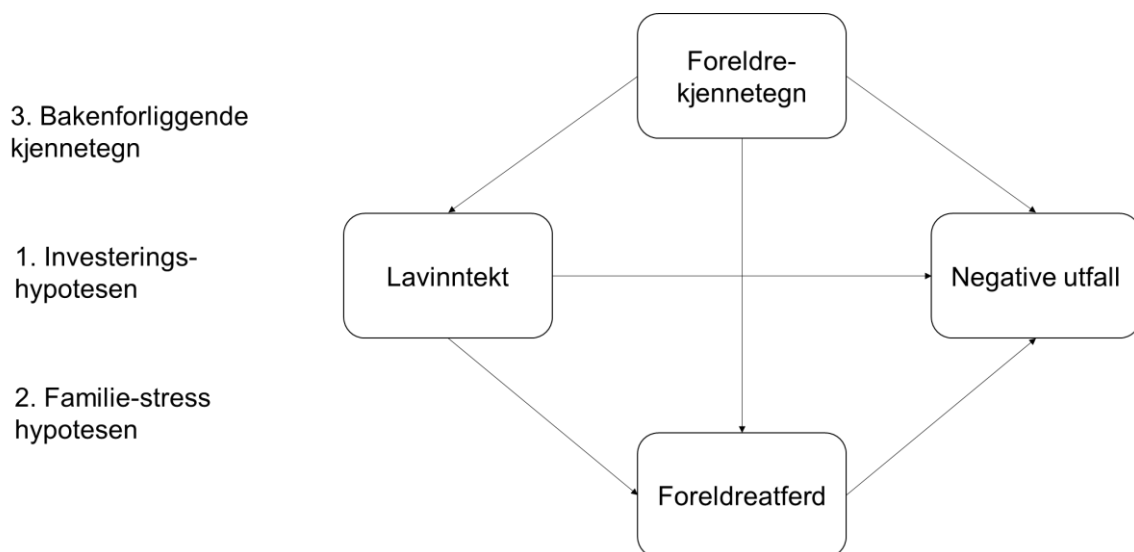 Foreldre-
kjennetegn
3. Bakenforliggende
kjennetegn
1. Investerings-
hypotesen
Lavinntekt
Negative utfall
2. Familie-stress
hypotesen
Foreldreatferd